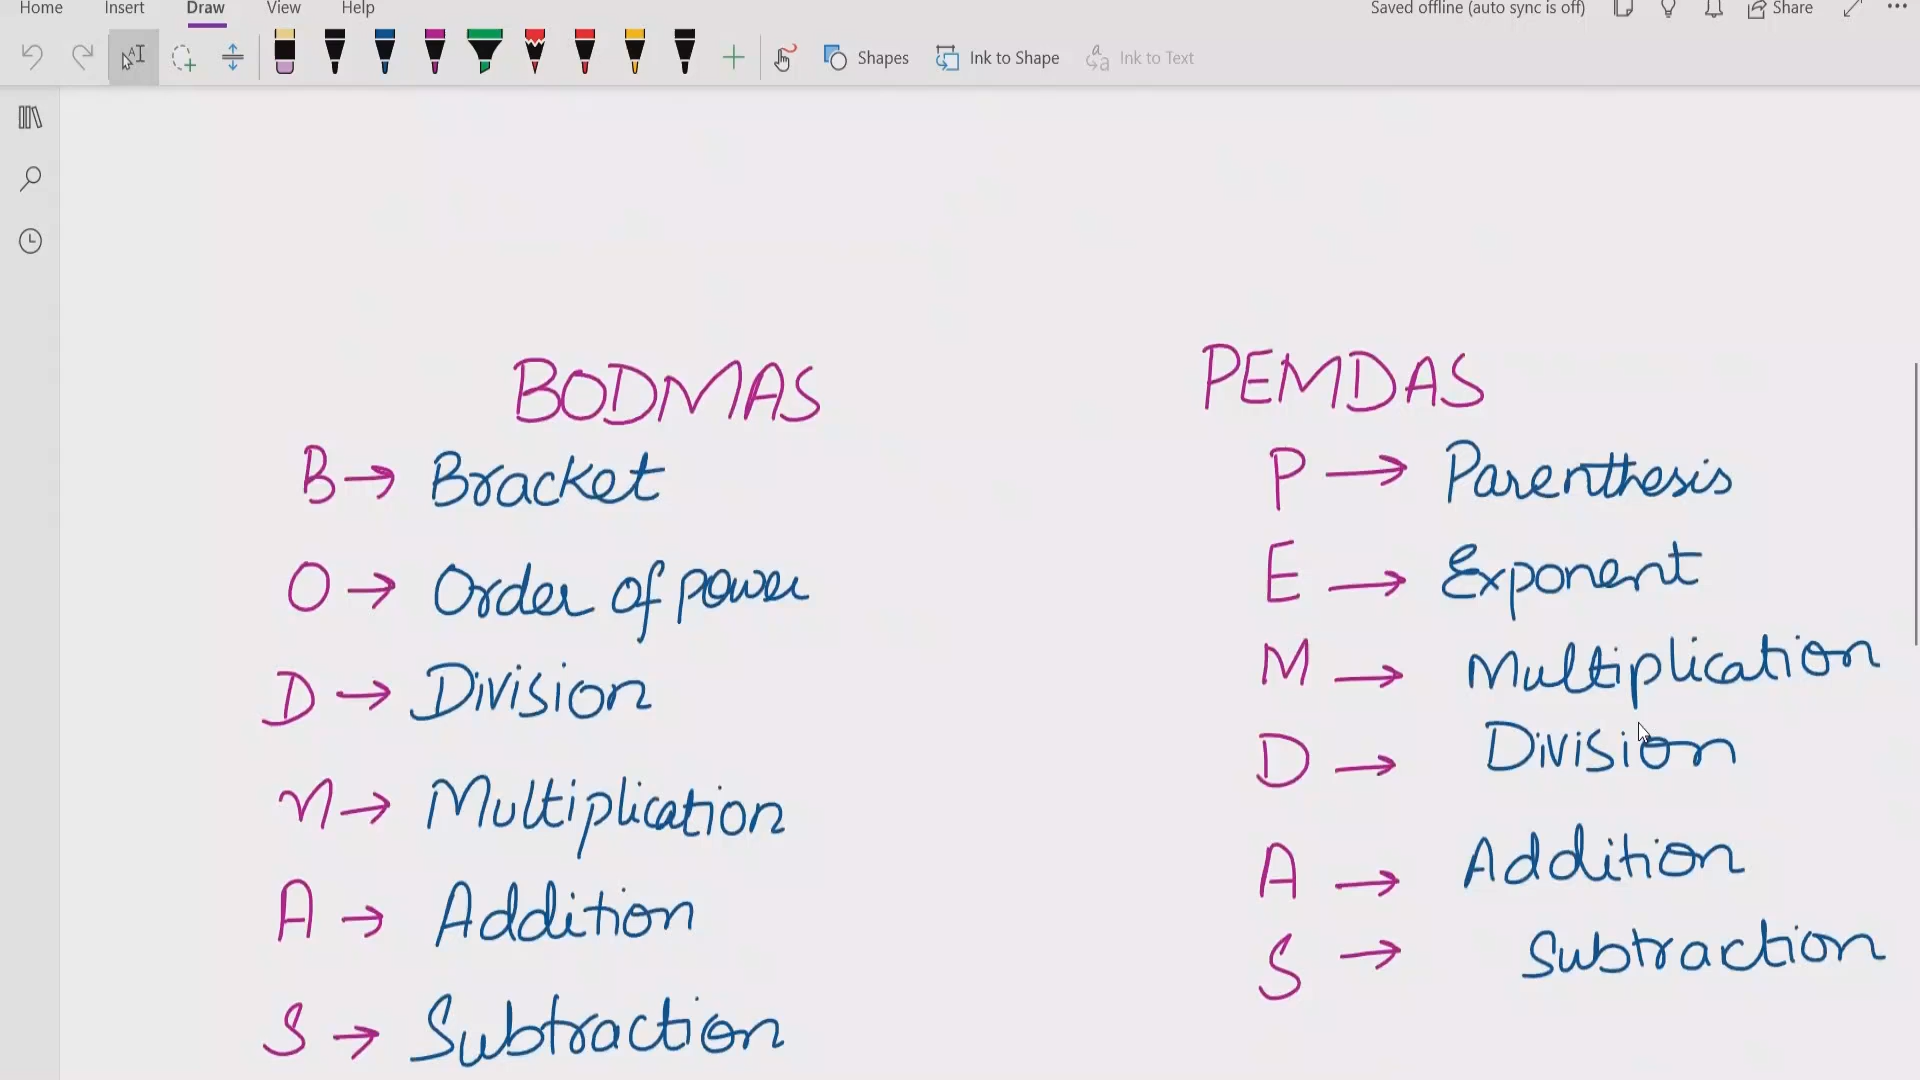 Home Insert Draw View Help Saved offline (auto sync is off) Share
Shapes Ink to Shape Ink to Text
BODMAS
B → Bracket
O → Order of power
D → Division
M → Multiplication
A → Addition
S → Subtraction
PEMDAS
P → Parenthesis
E → Exponent
M → Multiplication
D → Division
A → Addition
S → Subtraction